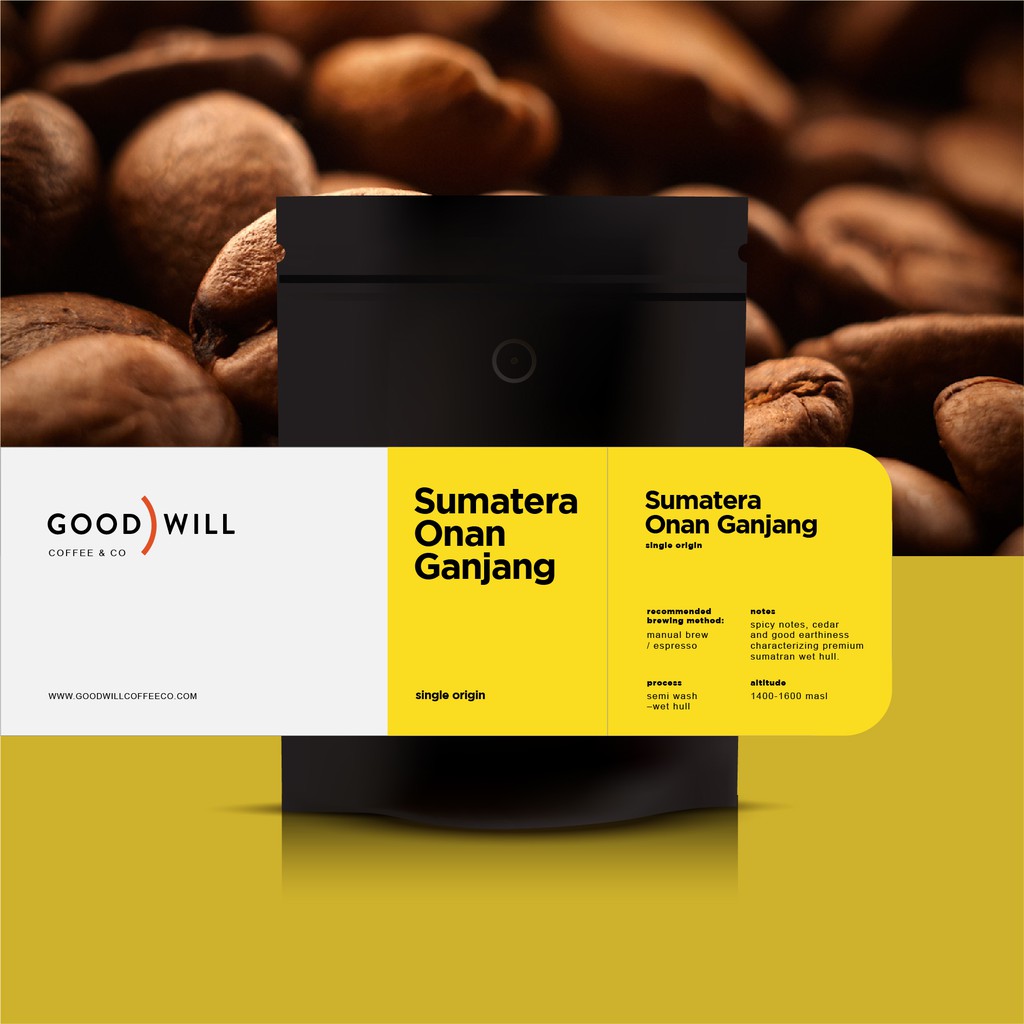 GOOD)WILL
COFFEE & CO
WWW.GOODWILLCOFFEECO.COM
Sumatera
Onan
Ganjang
single origin
Sumatera
Onan Ganjang
single origin
recommended
brewing method:
manual brew
/ espresso
notes
spicy notes, cedar
and good earthiness
characterizing premium
sumatran wet hull.
process
semi wash
–wet hull
altitude
1400-1600 masl